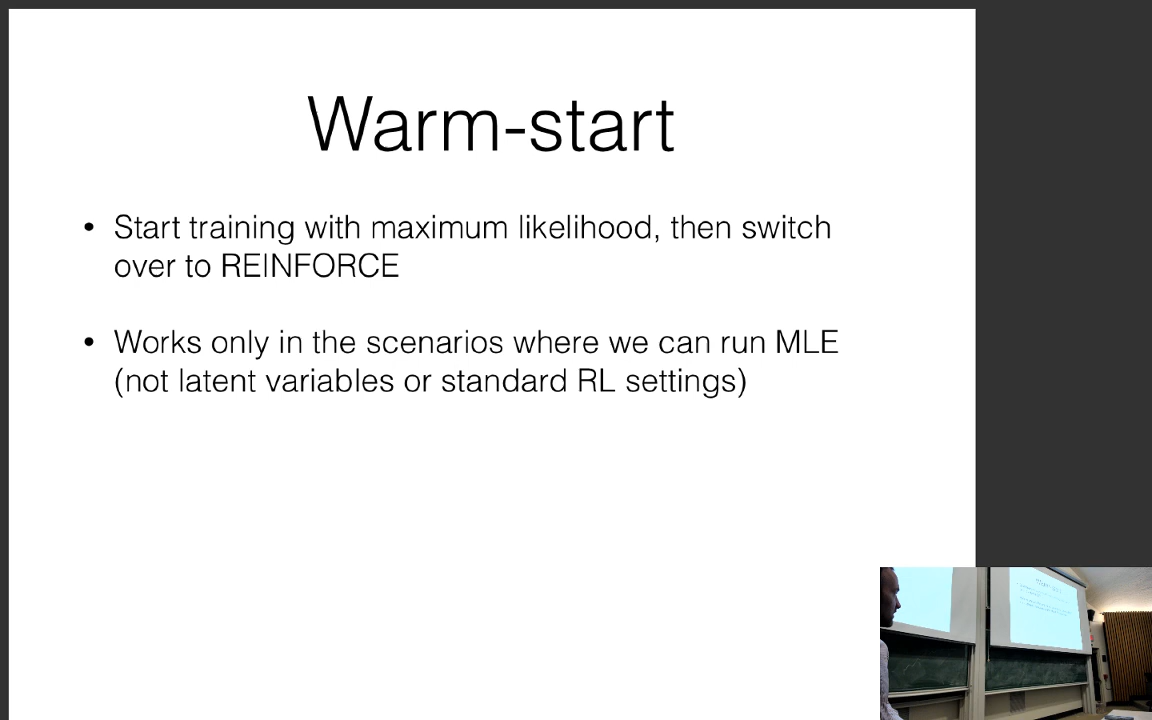 Warm-start
• Start training with maximum likelihood, then switch
over to REINFORCE
• Works only in the scenarios where we can run MLE
(not latent variables or standard RL settings)